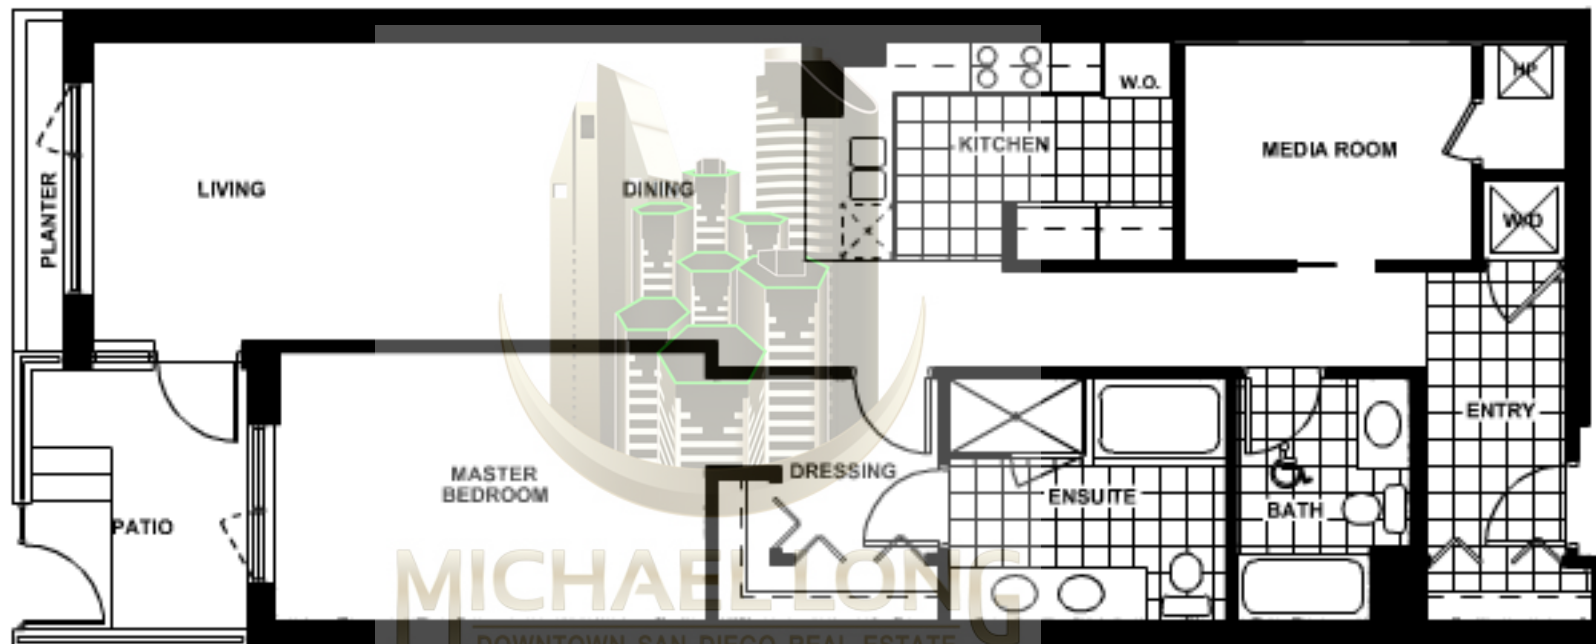 HP
W.O.
KITCHEN
MEDIA ROOM
LIVING
DINING
PLANTER
W/D
ENTRY
MASTER
BEDROOM
DRESSING
ENSUITE
BATH
PATIO
MICHAEL LONG
DOWNTOWN SAN DIEGO REAL ESTATE